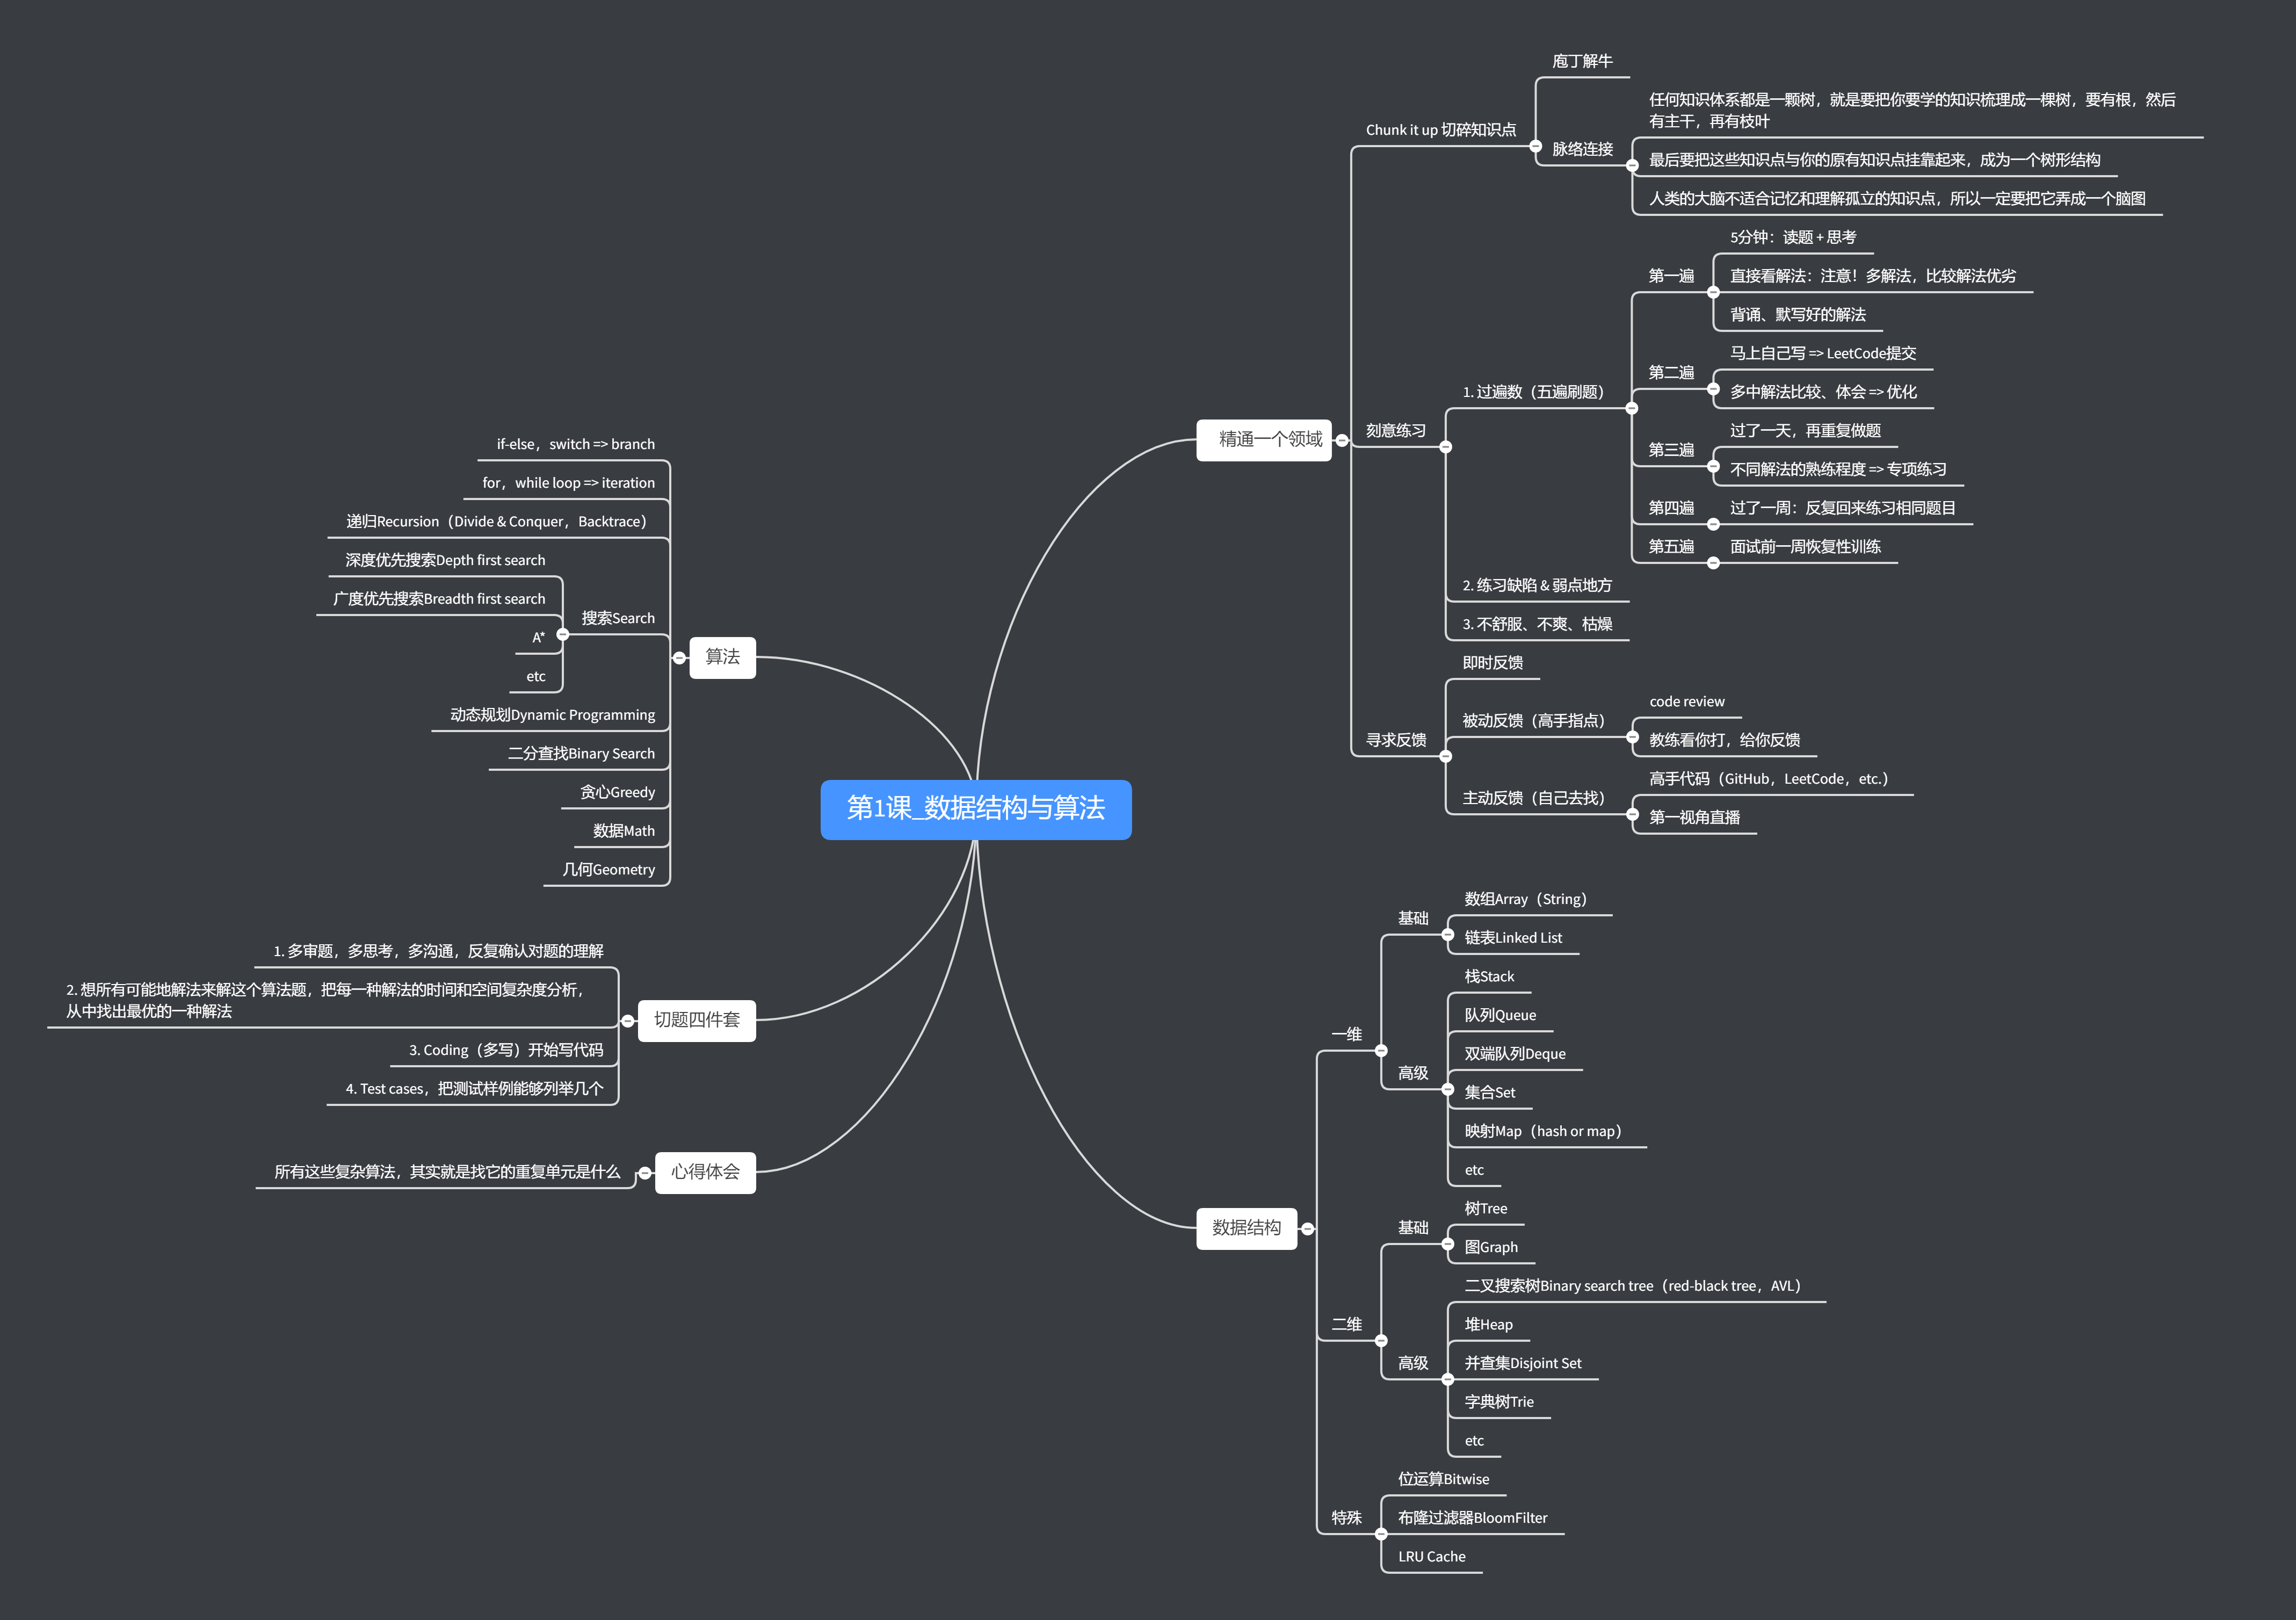 第1课_数据结构与算法
精通一个领域
Chunk it up 切碎知识点
庖丁解牛
脉络连接
任何知识体系都是一颗树，就是要把你要学的知识梳理成一棵树，要有根，然后
有主干，再有枝叶
最后要把这些知识点与你的原有知识点挂靠起来，成为一个树形结构
人类的大脑不适合记忆和理解孤立的知识点，所以一定要把它弄成一个脑图
刻意练习
1. 过遍数（五遍刷题）
第一遍
5分钟：读题 + 思考
直接看解法：注意！多解法，比较解法优劣
背诵、默写好的解法
第二遍
马上自己写 => LeetCode提交
多中解法比较、体会 => 优化
第三遍
过了一天，再重复做题
不同解法的熟练程度 => 专项练习
第四遍
过了一周：反复回来练习相同题目
第五遍
面试前一周恢复性训练
2. 练习缺陷 & 弱点地方
3. 不舒服、不爽、枯燥
寻求反馈
即时反馈
被动反馈（高手指点）
code review
教练看你打，给你反馈
主动反馈（自己去找）
高手代码（GitHub，LeetCode，etc.）
第一视角直播
数据结构
一维
基础
数组Array（String）
链表Linked List
高级
栈Stack
队列Queue
双端队列Deque
集合Set
映射Map（hash or map）
etc
二维
基础
树Tree
图Graph
高级
二叉搜索树Binary search tree（red-black tree，AVL）
堆Heap
并查集Disjoint Set
字典树Trie
etc
特殊
位运算Bitwise
布隆过滤器BloomFilter
LRU Cache
算法
if-else，switch => branch
for，while loop => iteration
递归Recursion（Divide & Conquer，Backtrace）
搜索Search
深度优先搜索Depth first search
广度优先搜索Breadth first search
A*
etc
动态规划Dynamic Programming
二分查找Binary Search
贪心Greedy
数据Math
几何Geometry
切题四件套
1. 多审题，多思考，多沟通，反复确认对题的理解
2. 想所有可能地解法来解这个算法题，把每一种解法的时间和空间复杂度分析，
从中找出最优的一种解法
3. Coding（多写）开始写代码
4. Test cases，把测试样例能够列举几个
心得体会
所有这些复杂算法，其实就是找它的重复单元是什么